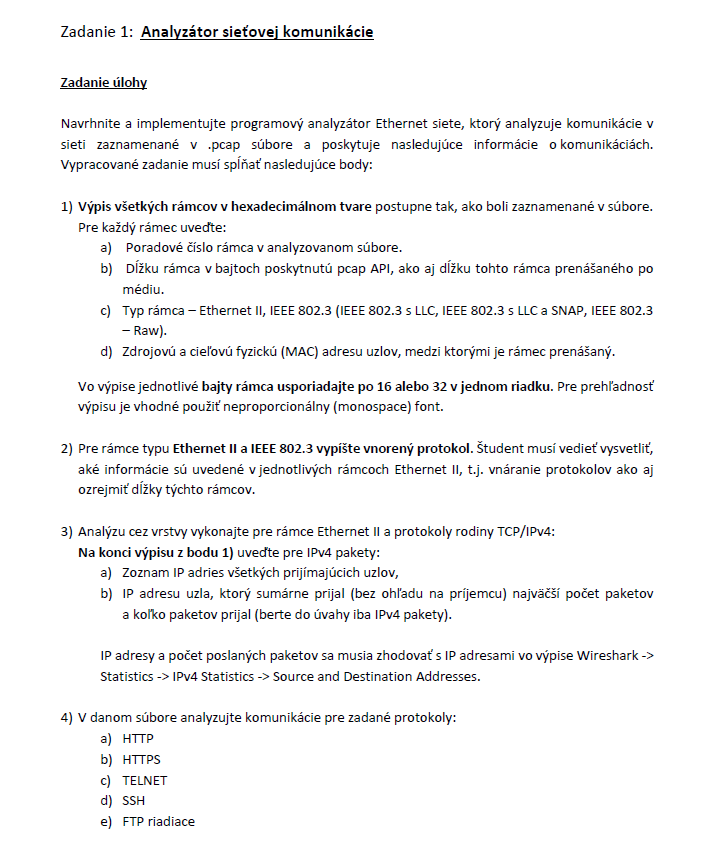 Zadanie 1: Analyzátor sieťovej komunikácie
Zadanie úlohy
Navrhnite a implementujte programový analyzátor Ethernet siete, ktorý analyzuje komunikácie v
sieti zaznamenané v .pcap súbore a poskytuje nasledujúce informácie o komunikáciách.
Vypracované zadanie musí spĺňať nasledujúce body:
1) Výpis všetkých rámcov v hexadecimálnom tvare postupne tak, ako boli zaznamenané v súbore.
Pre každý rámec uveďte:
a) Poradové číslo rámca v analyzovanom súbore.
b) Dĺžku rámca v bajtoch poskytnutú pcap API, ako aj dĺžku tohto rámca prenášaného po
médiu.
c) Typ rámca – Ethernet II, IEEE 802.3 (IEEE 802.3 s LLC, IEEE 802.3 s LLC a SNAP, IEEE 802.3
– Raw).
d) Zdrojovú a cieľovú fyzickú (MAC) adresu uzlov, medzi ktorými je rámec prenášaný.
Vo výpise jednotlivé bajty rámca usporiadajte po 16 alebo 32 v jednom riadku. Pre prehľadnosť
výpisu je vhodné použiť neproporcionálny (monospace) font.
2) Pre rámce typu Ethernet II a IEEE 802.3 vypíšte vnorený protokol. Študent musí vedieť vysvetliť,
aké informácie sú uvedené v jednotlivých rámcoch Ethernet II, t.j. vnáranie protokolov ako aj
ozrejmiť dĺžky týchto rámcov.
3) Analýzu cez vrstvy vykonajte pre rámce Ethernet II a protokoly rodiny TCP/IPv4:
Na konci výpisu z bodu 1) uveďte pre IPv4 pakety:
a) Zoznam IP adries všetkých prijímajúcich uzlov,
b) IP adresu uzla, ktorý sumárne prijal (bez ohľadu na príjemcu) najväčší počet paketov
a koľko paketov prijal (berte do úvahy iba IPv4 pakety).
IP adresy a počet poslaných paketov sa musia zhodovať s IP adresami vo výpise Wireshark ->
Statistics -> IPv4 Statistics -> Source and Destination Addresses.
4) V danom súbore analyzujte komunikácie pre zadané protokoly:
a) HTTP
b) HTTPS
c) TELNET
d) SSH
e) FTP riadiace